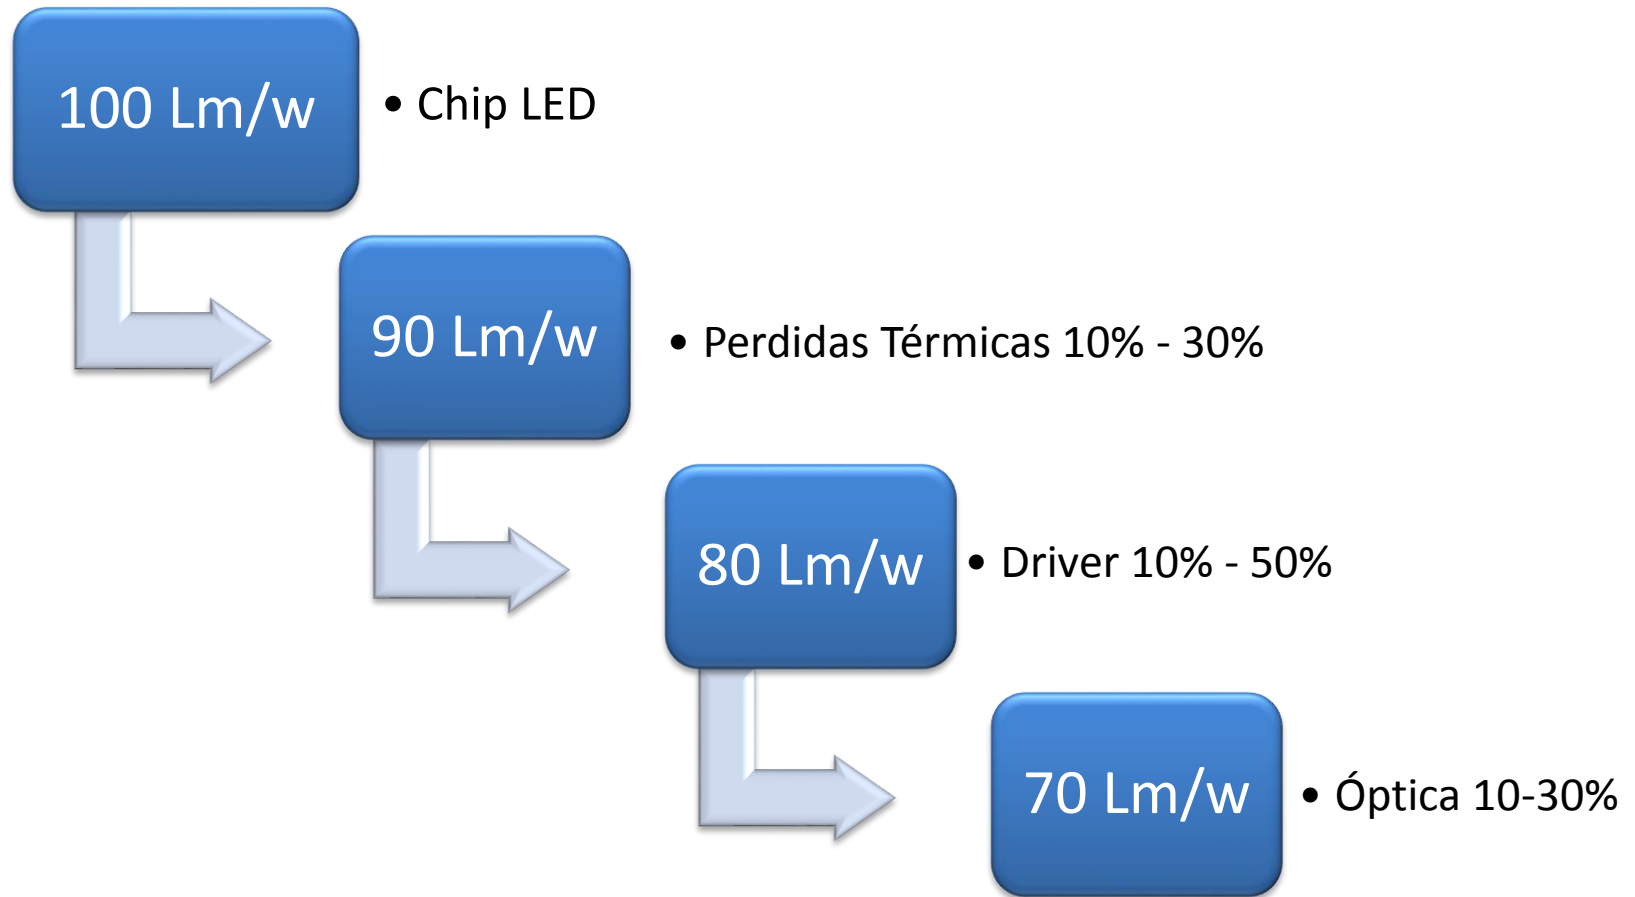 100 Lm/w
• Chip LED
90 Lm/w
• Perdidas Térmicas 10% - 30%
80 Lm/w
• Driver 10% - 50%
70 Lm/w
• Óptica 10-30%